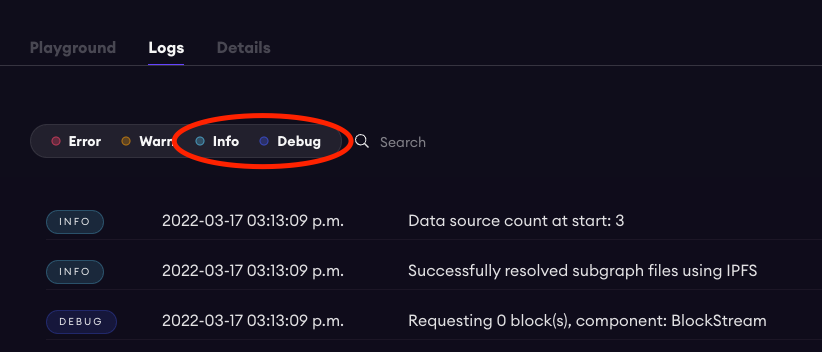 Playground Logs Details
Error Warn Info Debug Search
INFO 2022-03-17 03:13:09 p.m. Data source count at start: 3
INFO 2022-03-17 03:13:09 p.m. Successfully resolved subgraph files using IPFS
DEBUG 2022-03-17 03:13:09 p.m. Requesting 0 block(s), component: BlockStream